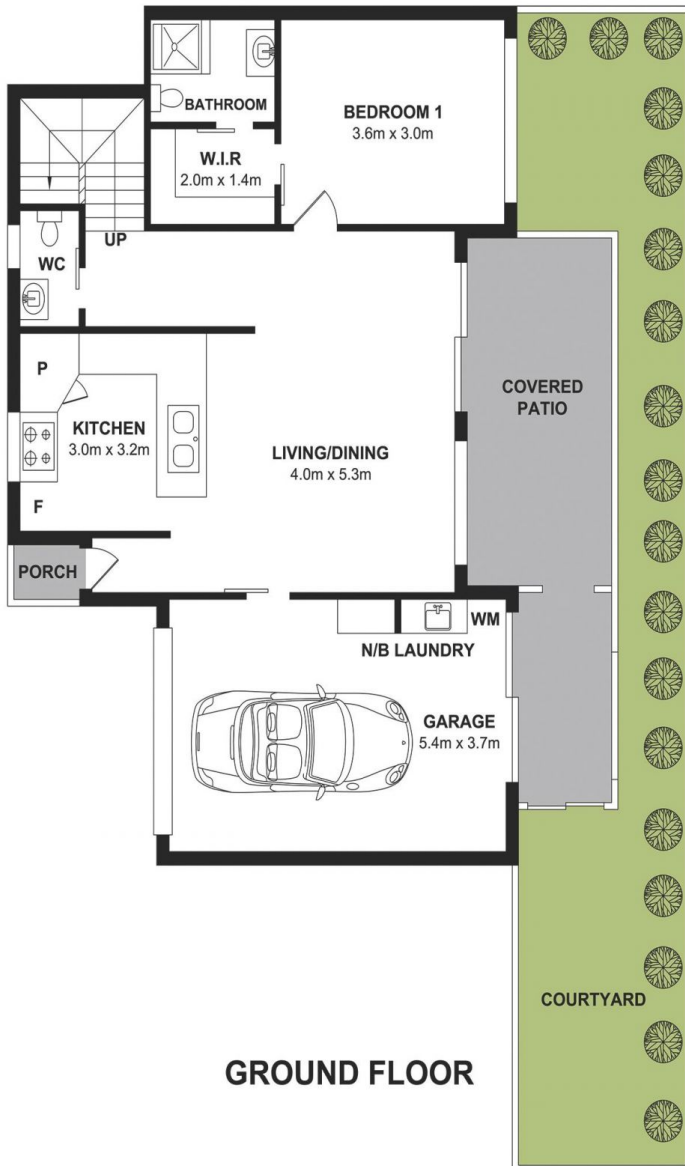 BATHROOM
BEDROOM 1
3.6m x 3.0m
W.I.R
2.0m x 1.4m
UP
WC
P
KITCHEN
3.0m x 3.2m
F
LIVING/DINING
4.0m x 5.3m
COVERED
PATIO
PORCH
WM
N/B LAUNDRY
GARAGE
5.4m x 3.7m
COURTYARD
GROUND FLOOR